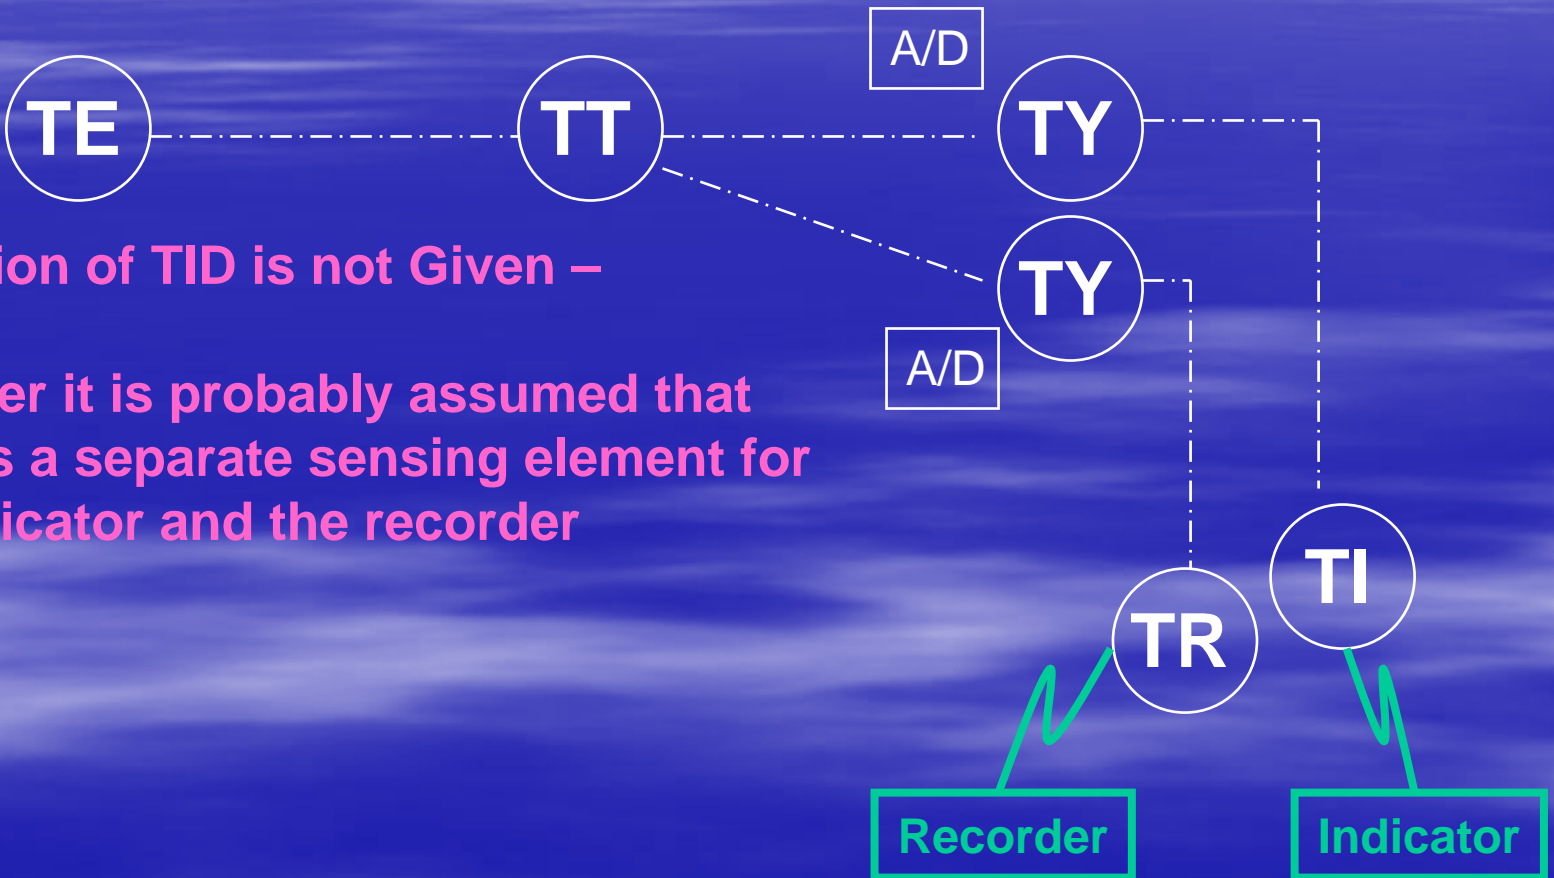 A/D
TE
TT
TY
tion of TID is not Given –
TY
A/D
er it is probably assumed that
s a separate sensing element for
icator and the recorder
TI
TR
Recorder
Indicator